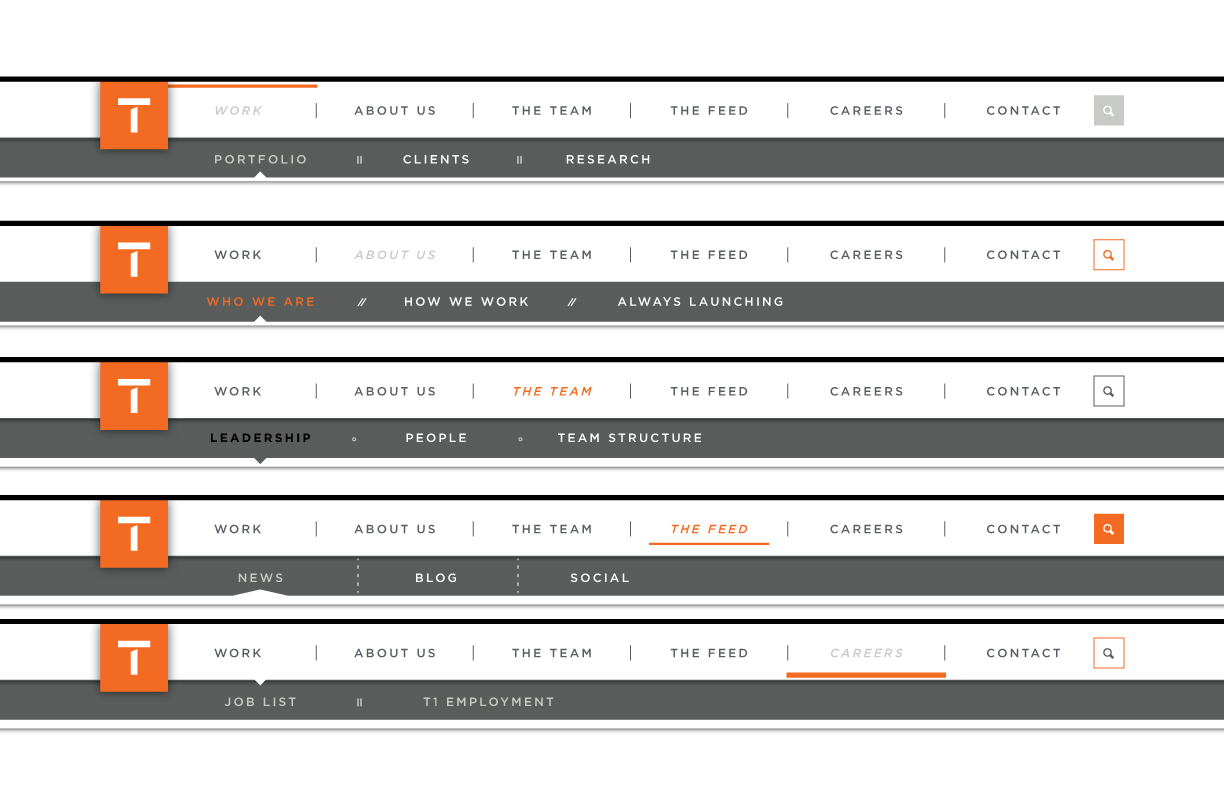 T WORK | ABOUT US | THE TEAM | THE FEED | CAREERS | CONTACT
PORTFOLIO || CLIENTS || RESEARCH
T WORK | ABOUT US | THE TEAM | THE FEED | CAREERS | CONTACT
WHO WE ARE // HOW WE WORK // ALWAYS LAUNCHING
T WORK | ABOUT US | THE TEAM | THE FEED | CAREERS | CONTACT
LEADERSHIP ∘ PEOPLE ∘ TEAM STRUCTURE
T WORK | ABOUT US | THE TEAM | THE FEED | CAREERS | CONTACT
NEWS BLOG SOCIAL
T WORK | ABOUT US | THE TEAM | THE FEED | CAREERS | CONTACT
JOB LIST || T1 EMPLOYMENT